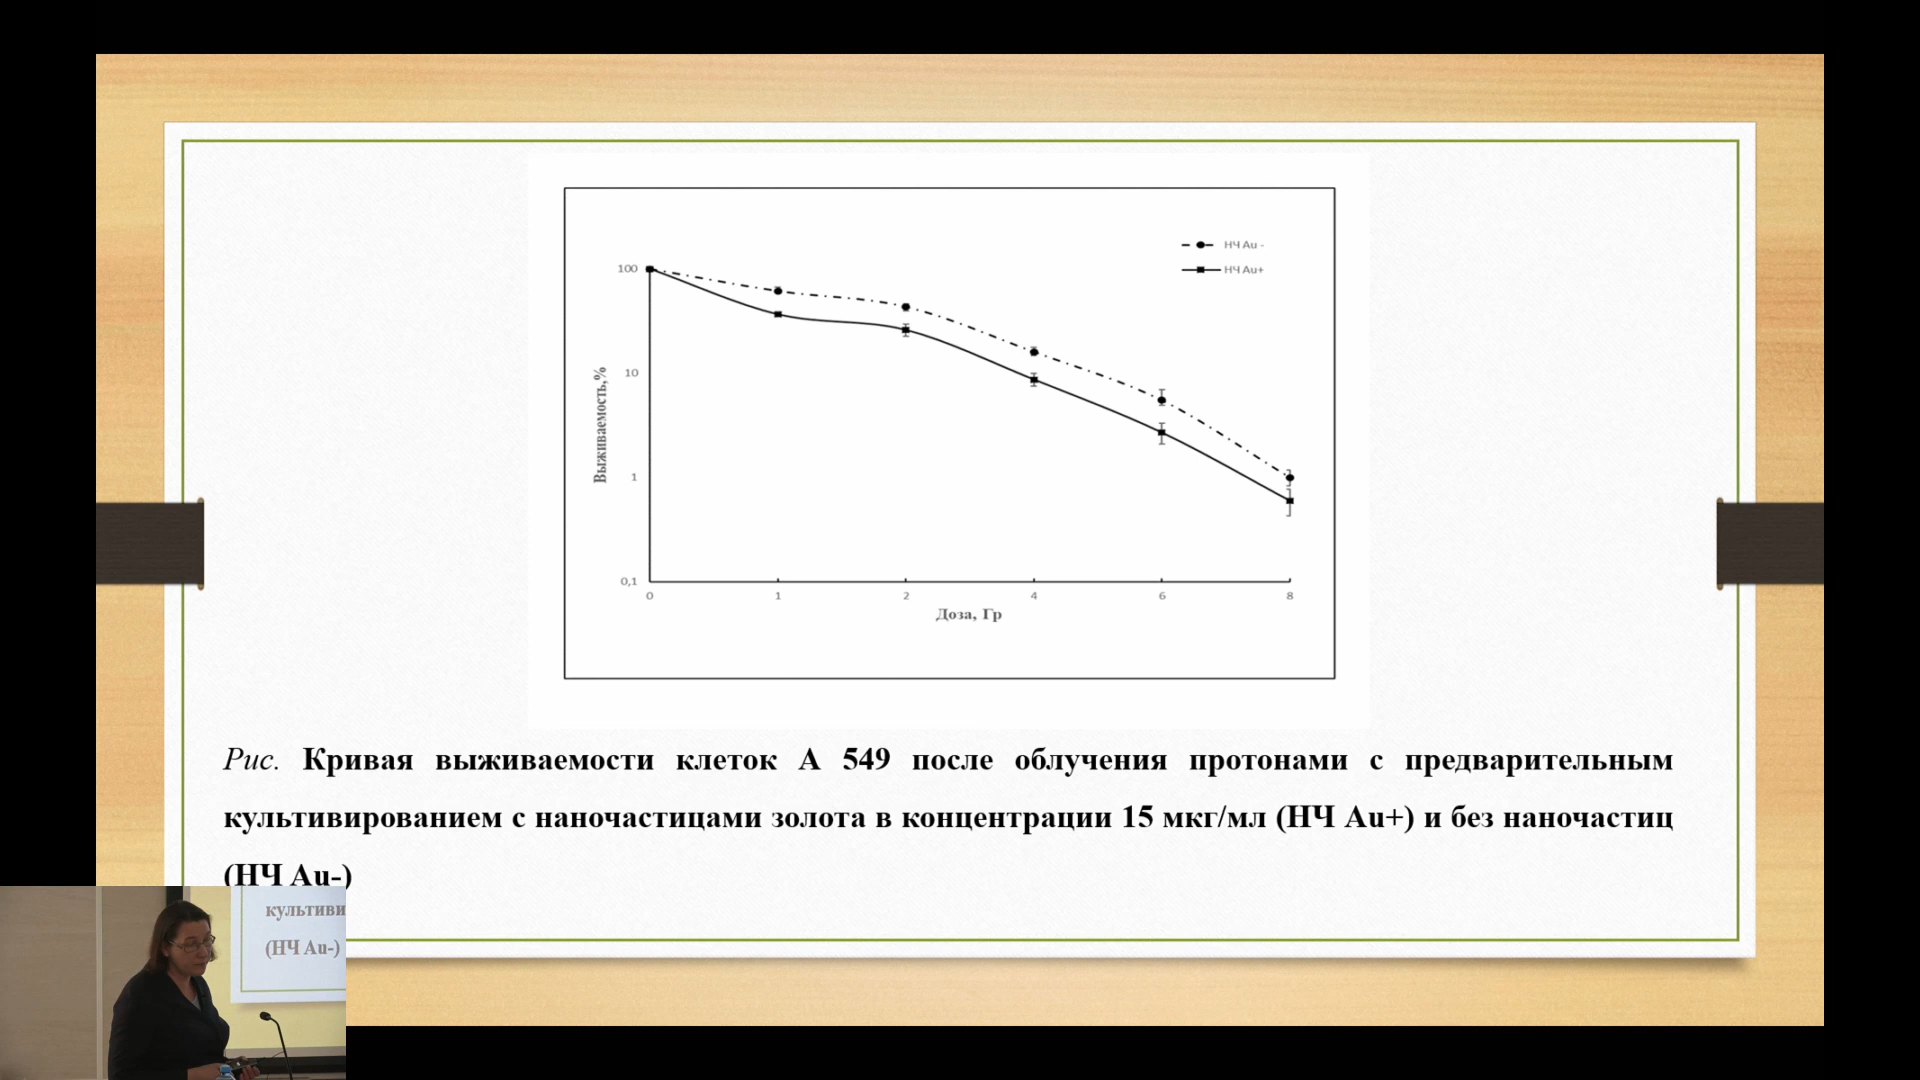 НЧ Au -
НЧ Au+
100
10
1
0,1
Выживаемость,%
0 1 2 4 6 8
Доза, Гр
Рис. Кривая выживаемости клеток А 549 после облучения протонами с предварительным
культивированием с наночастицами золота в концентрации 15 мкг/мл (НЧ Au+) и без наночастиц
(НЧ Au-)
культиви
(НЧ Au-)